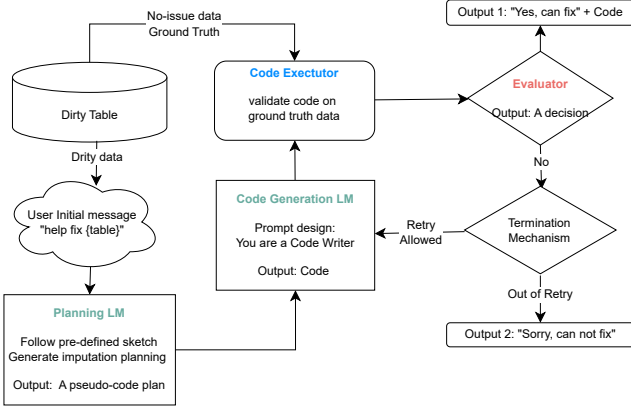 No-issue data
Ground Truth
Output 1: "Yes, can fix" + Code
Code Exectutor
validate code on
ground truth data
Evaluator
Output: A decision
Dirty Table
Drity data
No
User Initial message
"help fix {table}"
Code Generation LM
Prompt design:
You are a Code Writer
Output: Code
Retry
Allowed
Termination
Mechanism
Out of Retry
Planning LM
Follow pre-defined sketch
Generate imputation planning
Output: A pseudo-code plan
Output 2: "Sorry, can not fix"